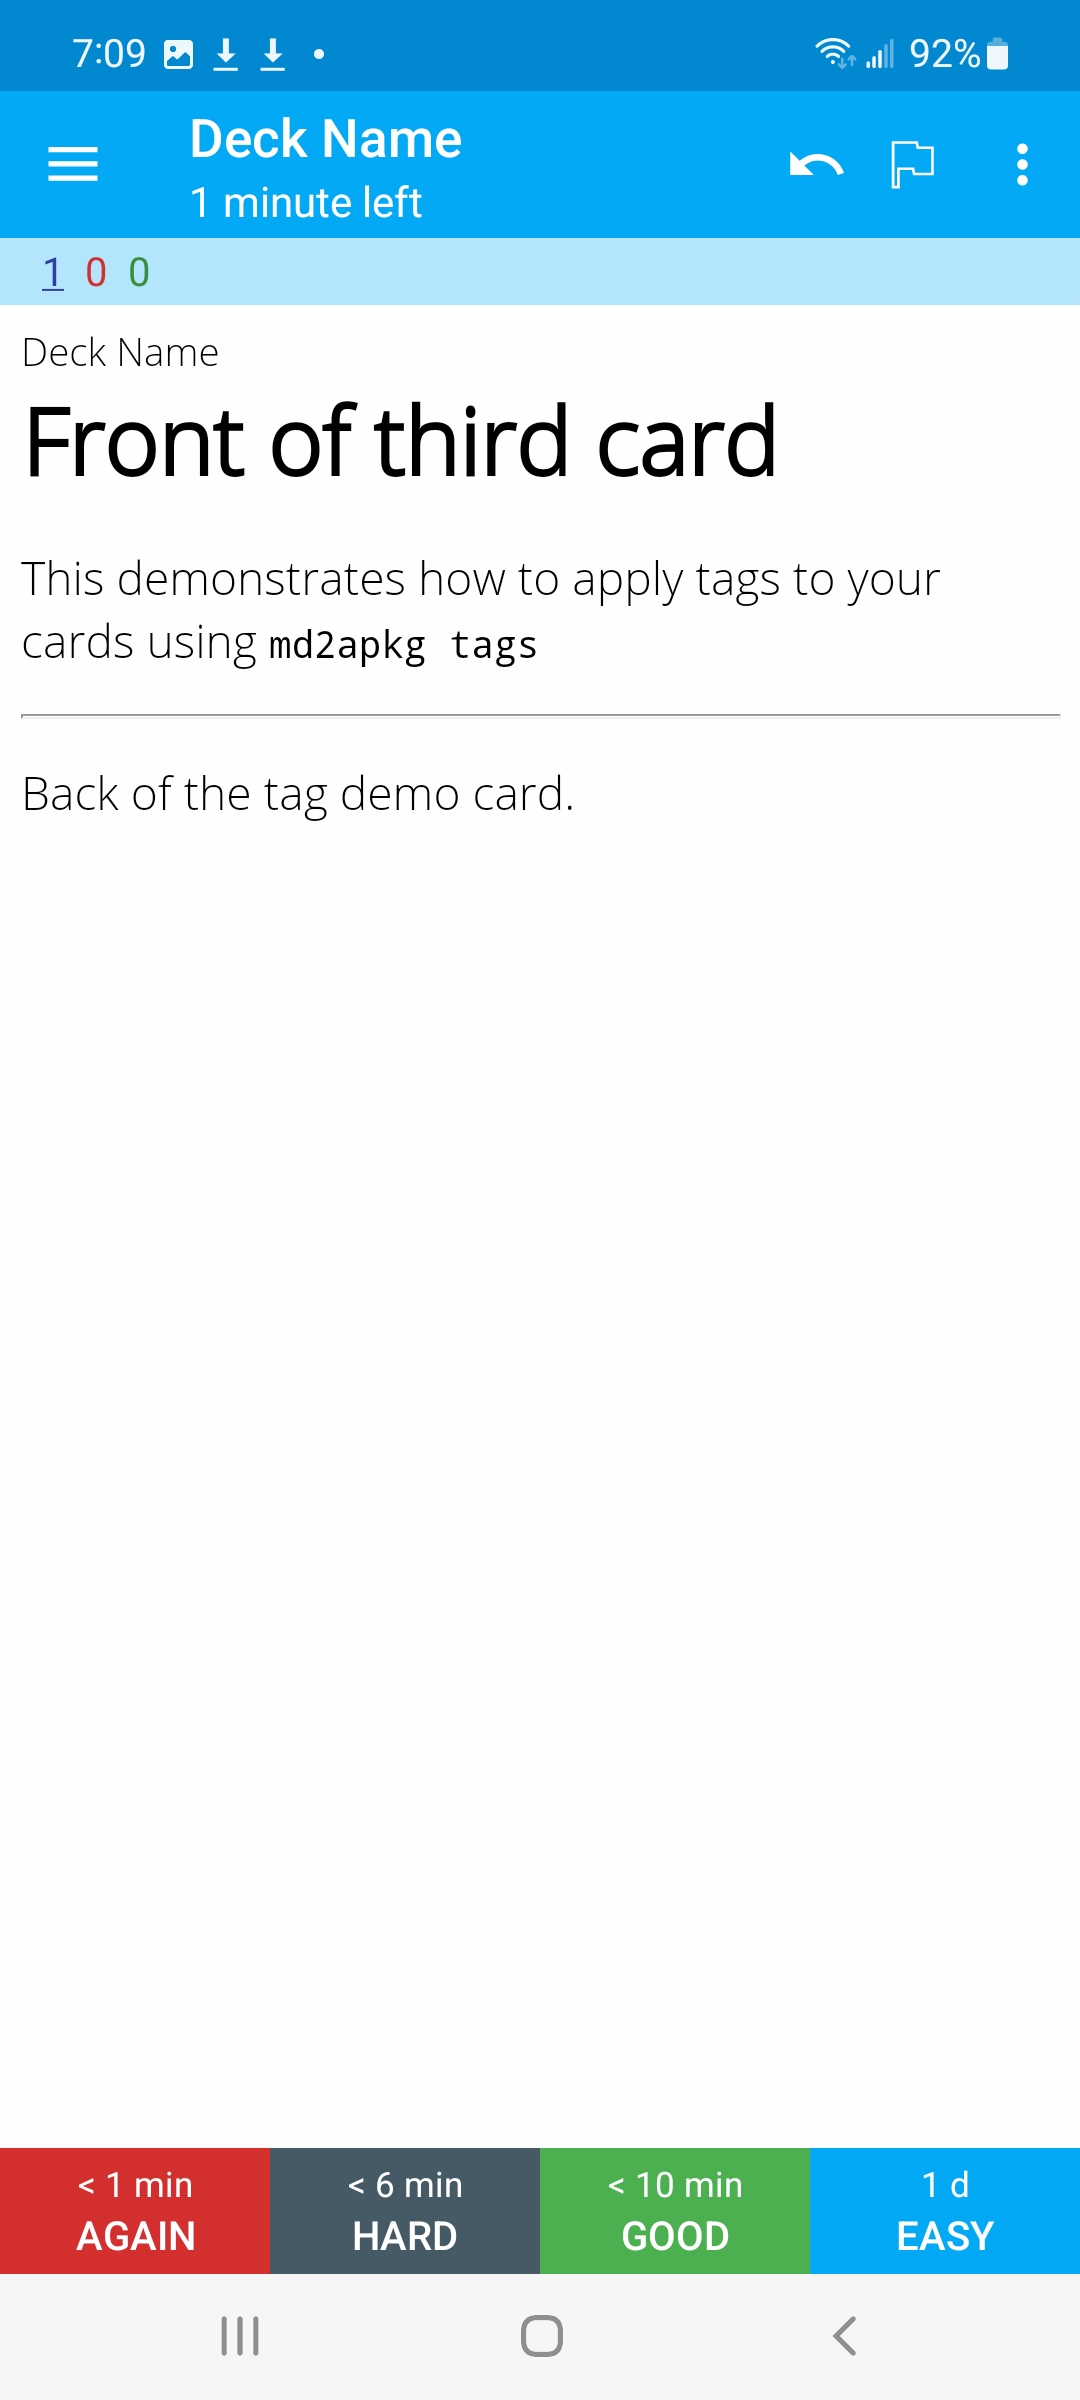 7:09 92%
Deck Name
1 minute left
1 0 0
Deck Name
Front of third card
This demonstrates how to apply tags to your
cards using md2apkg tags
Back of the tag demo card.
< 1 min < 6 min < 10 min 1 d
AGAIN HARD GOOD EASY